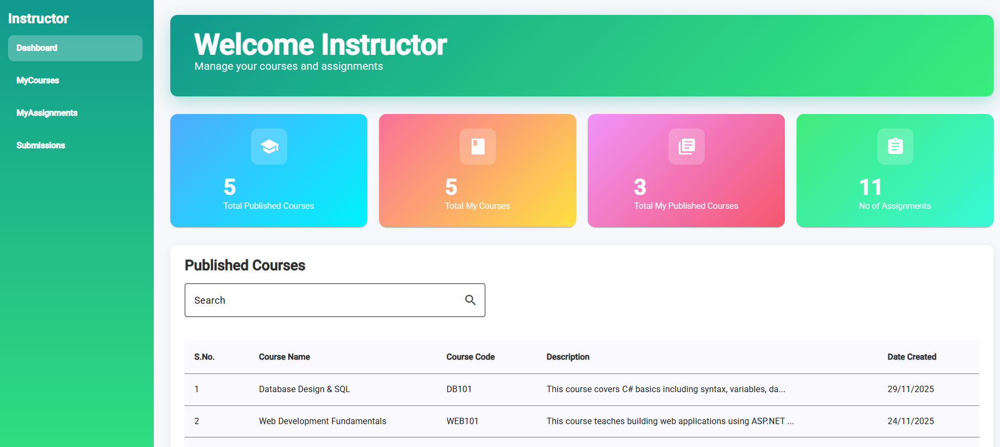 Instructor
Dashboard
MyCourses
MyAssignments
Submissions
Welcome Instructor
Manage your courses and assignments
5
Total Published Courses
5
Total My Courses
3
Total My Published Courses
11
No of Assignments
Published Courses
Search
S.No. Course Name Course Code Description Date Created
1 Database Design & SQL DB101 This course covers C# basics including syntax, variables, da... 29/11/2025
2 Web Development Fundamentals WEB101 This course teaches building web applications using ASP.NET ... 24/11/2025